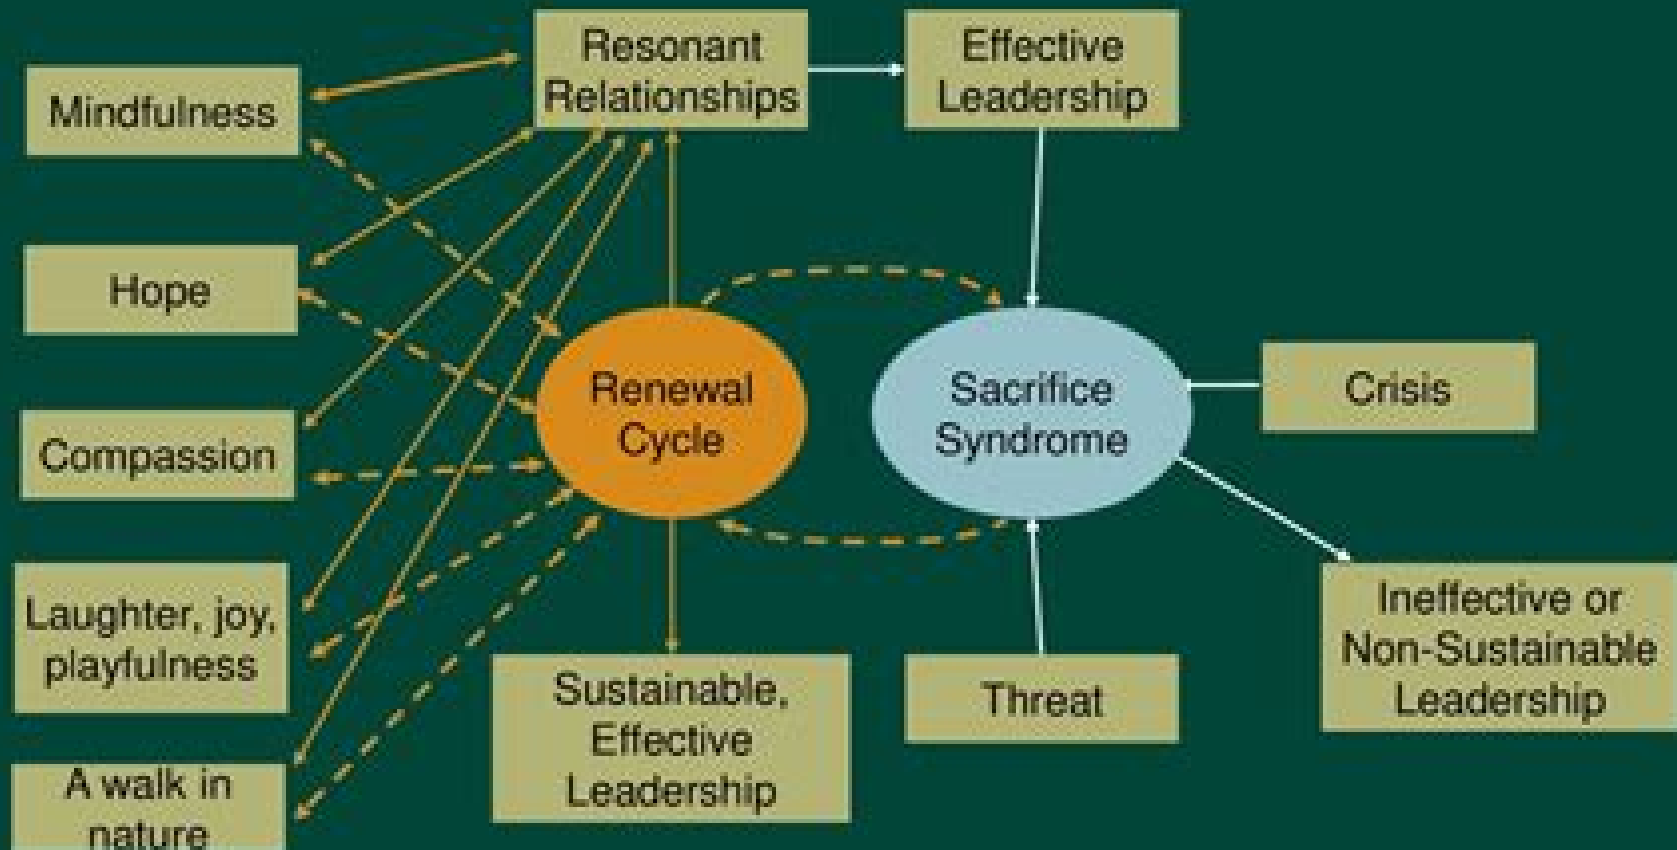 Resonant
Relationships
Effective
Leadership
Mindfulness
Hope
Compassion
Laughter, joy,
playfulness
A walk in
nature
Renewal
Cycle
Sacrifice
Syndrome
Crisis
Sustainable,
Effective
Leadership
Threat
Ineffective or
Non-Sustainable
Leadership